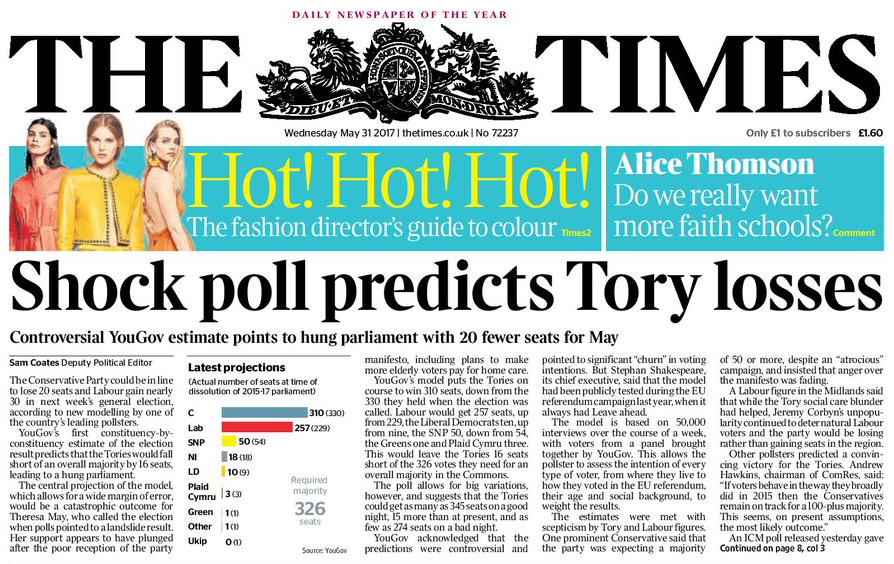 DAILY NEWSPAPER OF THE YEAR
THE TIMES
DIEU·ET MON·DROIT
Wednesday May 31 2017 | thetimes.co.uk | No 72237
Only £1 to subscribers £1.60
Hot! Hot! Hot!
The fashion director's guide to colour Times2
Alice Thomson
Do we really want
more faith schools? Comment
Shock poll predicts Tory losses
Controversial YouGov estimate points to hung parliament with 20 fewer seats for May
Sam Coates Deputy Political Editor
The Conservative Party could be in line
to lose 20 seats and Labour gain nearly
30 in next week's general election,
according to new modelling by one of
the country's leading pollsters.
YouGov's first constituency-by-
constituency estimate of the election
result predicts that the Tories would fall
short of an overall majority by 16 seats,
leading to a hung parliament.
The central projection of the model,
which allows for a wide margin of error,
would be a catastrophic outcome for
Theresa May, who called the election
when polls pointed to a landslide result.
Her support appears to have plunged
after the poor reception of the party
Latest projections
(Actual number of seats at time of
dissolution of 2015-17 parliament)
C 310 (330)
Lab 257 (229)
SNP 50 (54)
NI 18 (18)
LD 10 (9)
Plaid
Cymru 3 (3)
Green 1 (1)
Other 1 (1)
Ukip 0 (1)
Required
majority
326
seats
Source: YouGov
manifesto, including plans to make
more elderly voters pay for home care.
YouGov's model puts the Tories on
course to win 310 seats, down from the
330 they held when the election was
called. Labour would get 257 seats, up
from 229, the Liberal Democrats ten, up
from nine, the SNP 50, down from 54,
the Greens one and Plaid Cymru three.
This would leave the Tories 16 seats
short of the 326 votes they need for an
overall majority in the Commons.
The poll allows for big variations,
however, and suggests that the Tories
could get as many as 345 seats on a good
night, 15 more than at present, and as
few as 274 seats on a bad night.
YouGov acknowledged that the
predictions were controversial and
pointed to significant "churn" in voting
intentions. But Stephan Shakespeare,
its chief executive, said that the model
had been publicly tested during the EU
referendum campaign last year, when it
always had Leave ahead.
The model is based on 50,000
interviews over the course of a week,
with voters from a panel brought
together by YouGov. This allows the
pollster to assess the intention of every
type of voter, from where they live to
how they voted in the EU referendum,
their age and social background, to
weight the results.
The estimates were met with
scepticism by Tory and Labour figures.
One prominent Conservative said that
the party was expecting a majority
of 50 or more, despite an "atrocious"
campaign, and insisted that anger over
the manifesto was fading.
A Labour figure in the Midlands said
that while the Tory social care blunder
had helped, Jeremy Corbyn's unpopu-
larity continued to deter natural Labour
voters and the party would be losing
rather than gaining seats in the region.
Other pollsters predicted a convin-
cing victory for the Tories. Andrew
Hawkins, chairman of ComRes, said:
"If voters behave in the way they broadly
did in 2015 then the Conservatives
remain on track for a 100-plus majority.
This seems, on present assumptions,
the most likely outcome."
An ICM poll released yesterday gave
Continued on page 8, col 3